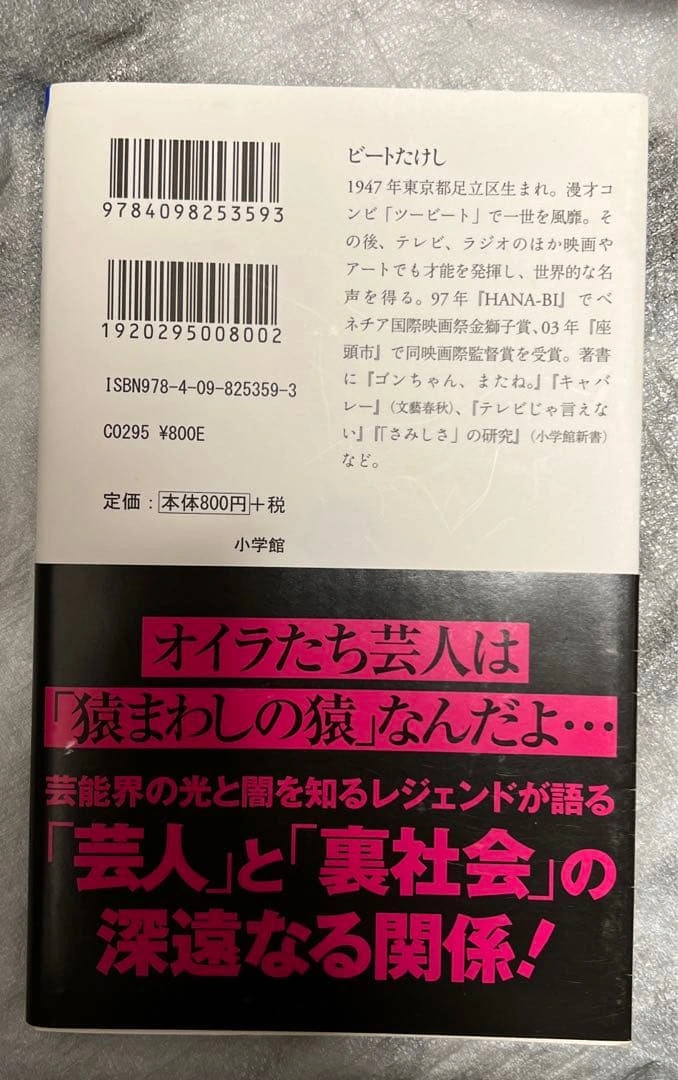 9784098253593
1920295008002
ISBN978-4-09-825359-3
C0295 ¥800E
定価：本体800円+税
小学館
ビートたけし
1947年東京都足立区生まれ。漫才コ
ンビ「ツービート」で一世を風靡。そ
の後、テレビ、ラジオのほか映画や
アートでも才能を発揮し、世界的な名
声を得る。97年『HANA-BI』でベ
ネチア国際映画祭金獅子賞、03年『座
頭市』で同映画際監督賞を受賞。著書
に『ゴンちゃん、またね。』『キャバ
レー』（文藝春秋）、『テレビじゃ言えな
い』『「さみしさ」の研究』（小学館新書）
など。
オイラたち芸人は
「猿まわしの猿」なんだよ…
芸能界の光と闇を知るレジェンドが語る
「芸人」と「裏社会」の
深遠なる関係！